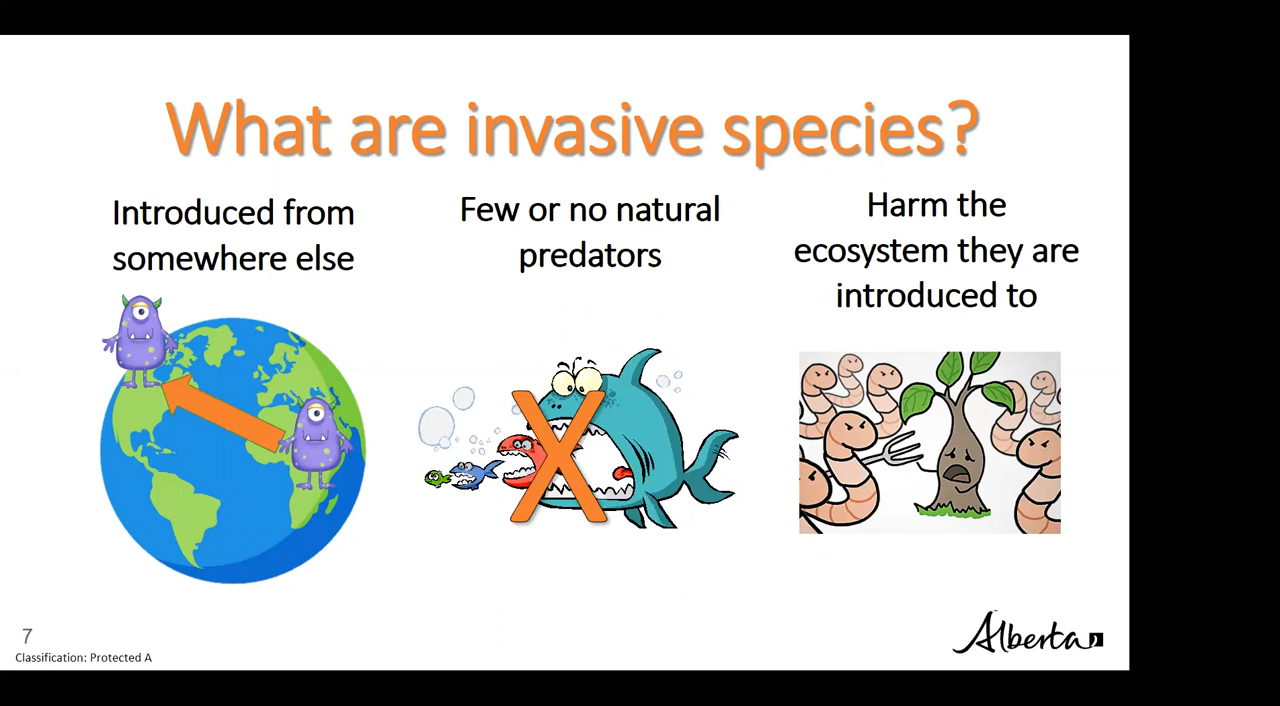 What are invasive species?
Introduced from
somewhere else
Few or no natural
predators
Harm the
ecosystem they are
introduced to
7
Classification: Protected A
Alberta